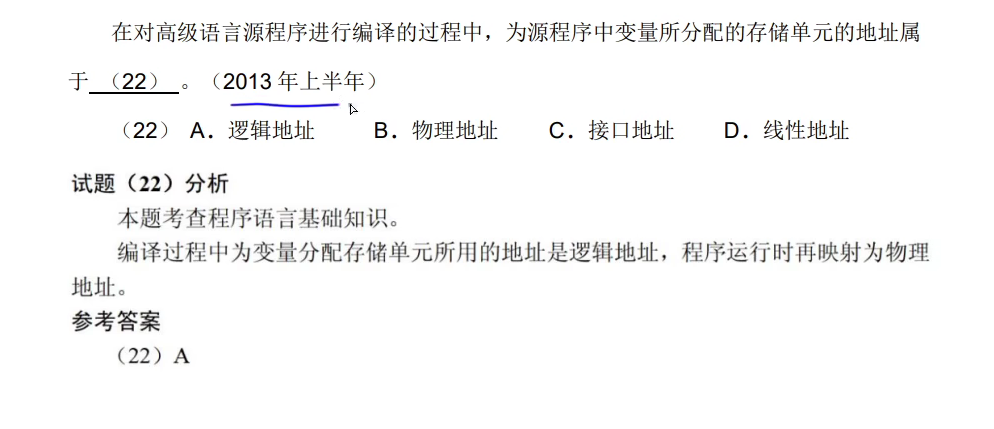 在对高级语言源程序进行编译的过程中，为源程序中变量所分配的存储单元的地址属
于 （22） 。（2013 年上半年）
（22） A．逻辑地址 B．物理地址 C．接口地址 D．线性地址
试题（22）分析
本题考查程序语言基础知识。
编译过程中为变量分配存储单元所用的地址是逻辑地址，程序运行时再映射为物理
地址。
参考答案
（22）A